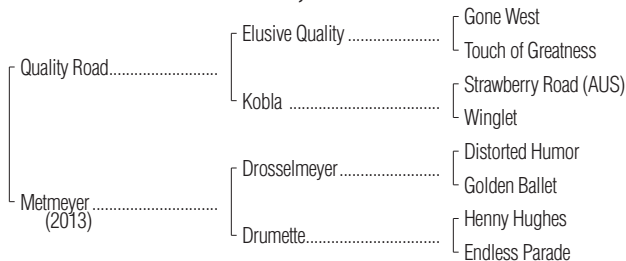 Gone West
Elusive Quality ....................
Touch of Greatness
Quality Road........................
Strawberry Road (AUS)
Kobla .................................
Winglet
Distorted Humor
Drosselmeyer ......................
Golden Ballet
Metmeyer ...........................
(2013)
Henny Hughes
Drumette.............................
Endless Parade